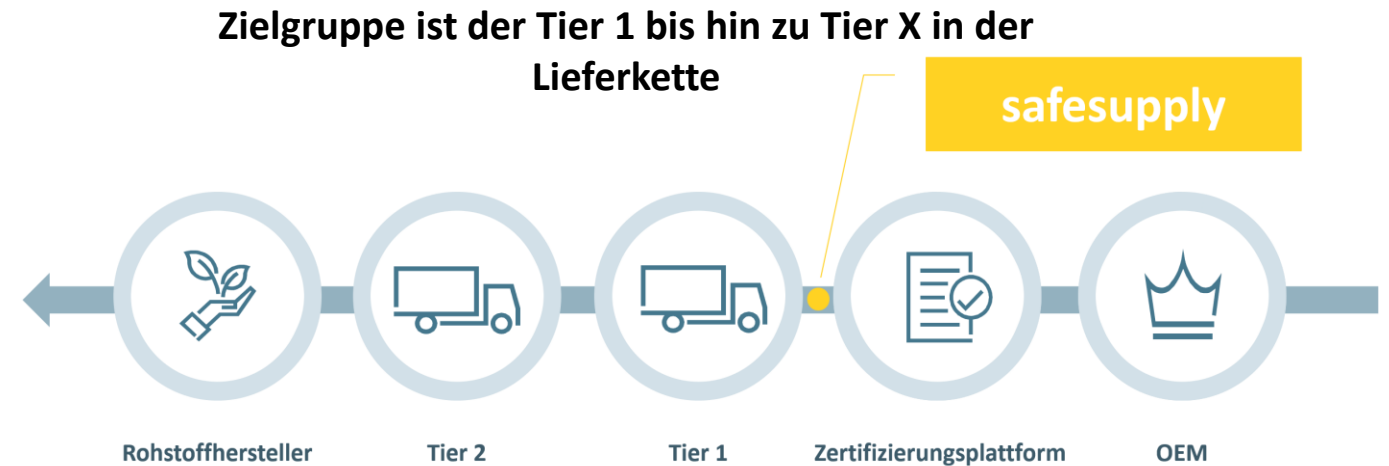 Zielgruppe ist der Tier 1 bis hin zu Tier X in der
Lieferkette
safesupply
Rohstoffhersteller
Tier 2
Tier 1
Zertifizierungsplattform
OEM